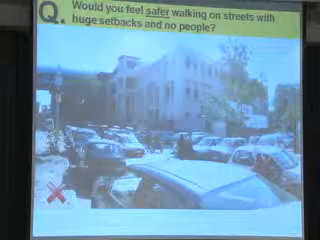 Q. Would you feel safer walking on streets with
huge setbacks and no people?